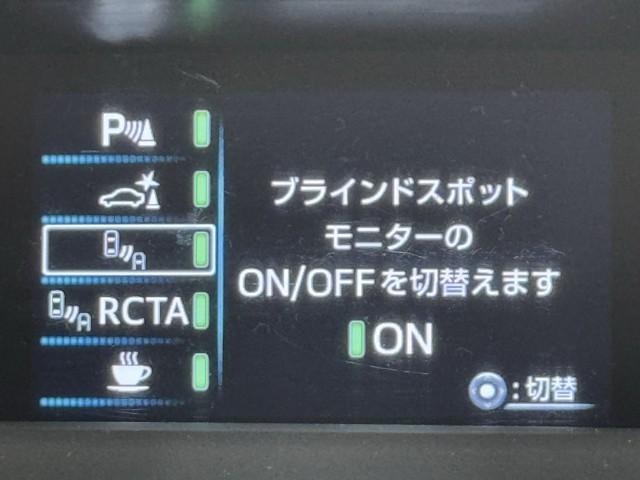 P
RCTA
ブラインドスポット
モニターの
ON/OFFを切替えます
ON
:切替